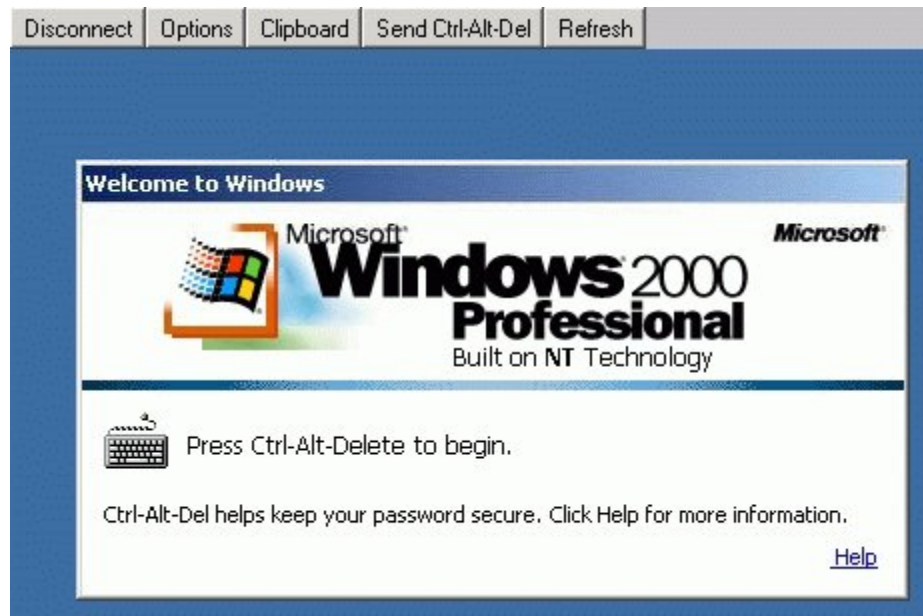 Disconnect Options Clipboard Send Ctrl-Alt-Del Refresh
Welcome to Windows
Microsoft
Microsoft
Windows 2000
Professional
Built on NT Technology
Press Ctrl-Alt-Delete to begin.
Ctrl-Alt-Del helps keep your password secure. Click Help for more information.
Help